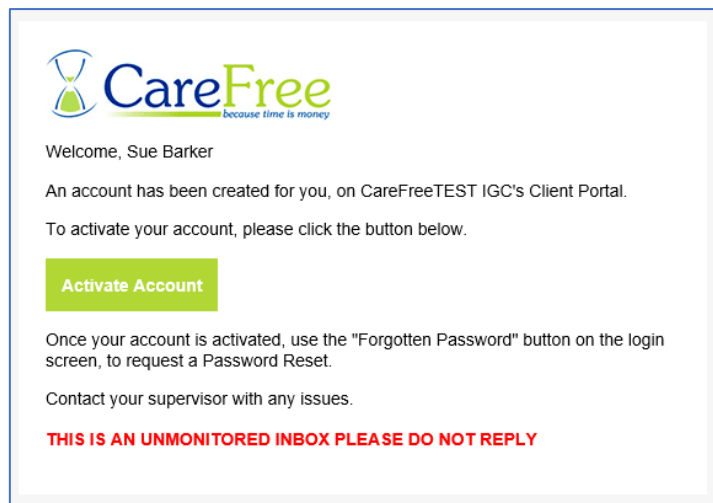 CareFree
because time is money
Welcome, Sue Barker
An account has been created for you, on CareFreeTEST IGC's Client Portal.
To activate your account, please click the button below.
Activate Account
Once your account is activated, use the "Forgotten Password" button on the login
screen, to request a Password Reset.
Contact your supervisor with any issues.
THIS IS AN UNMONITORED INBOX PLEASE DO NOT REPLY